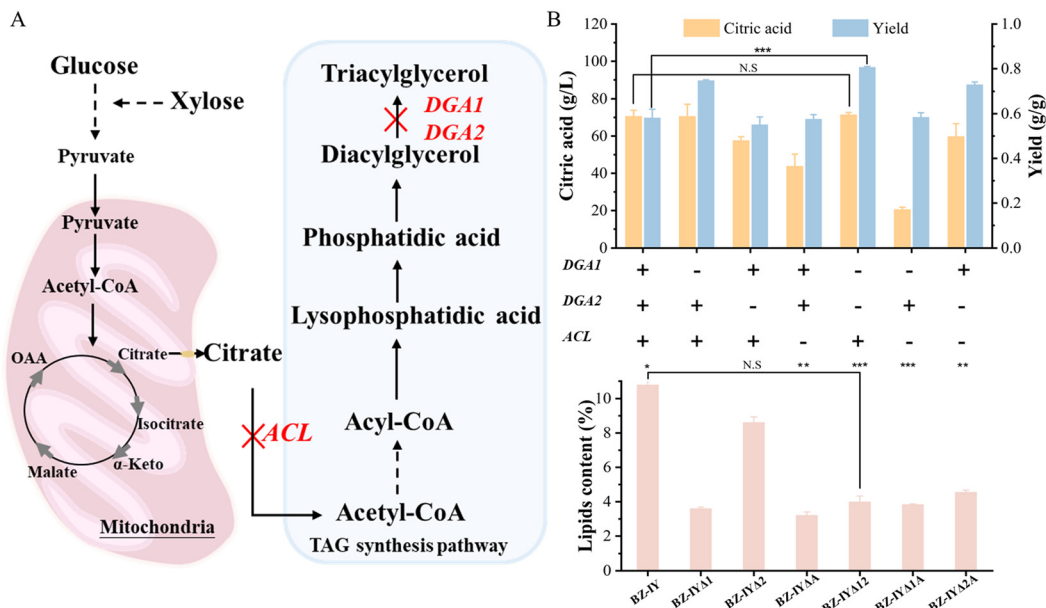 A
Glucose
Xylose
Pyruvate
Pyruvate
Acetyl-CoA
Citrate
Citrate
OAA
Isocitrate
α-Keto
Malate
Mitochondria
ACL
Triacylglycerol
DGA1
DGA2
Diacylglycerol
Phosphatidic acid
Lysophosphatidic acid
Acyl-CoA
Acetyl-CoA
TAG synthesis pathway
B
Citric acid
Yield
***
N.S
Citric acid (g/L)
120
100
80
60
40
20
0
Yield (g/g)
1.0
0.8
0.6
0.4
0.2
0.0
DGA1 + - + + - - +
DGA2 + + - + - + -
ACL + + + - + - -
* N.S ** *** *** **
Lipids content (%)
10
8
6
4
2
0
BZ-IY BZ-IYΔ1 BZ-IYΔ2 BZ-IYΔA BZ-IYΔ12 BZ-IYΔ1A BZ-IYΔ2A